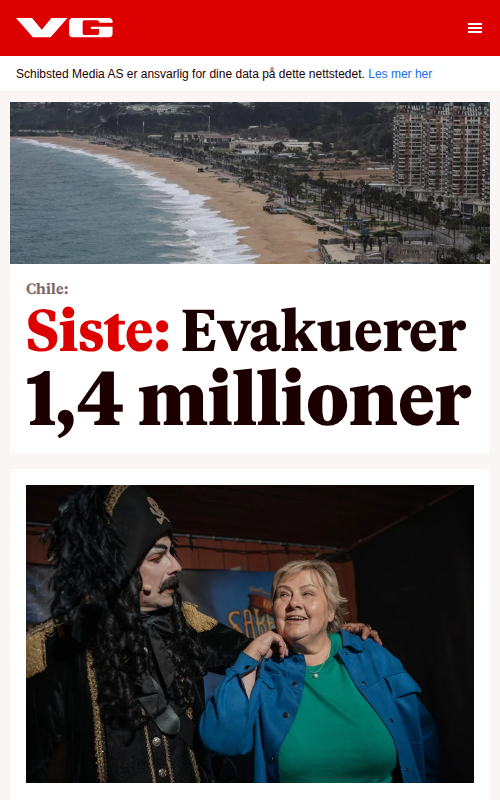 VG
Schibsted Media AS er ansvarlig for dine data på dette nettstedet. Les mer her
Chile:
Siste: Evakuerer
1,4 millioner